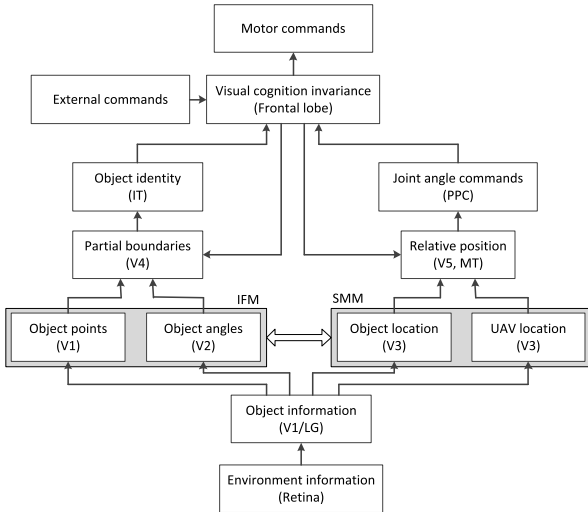 Motor commands
External commands
Visual cognition invariance
(Frontal lobe)
Object identity
(IT)
Joint angle commands
(PPC)
Partial boundaries
(V4)
Relative position
(V5, MT)
IFM
SMM
Object points
(V1)
Object angles
(V2)
Object location
(V3)
UAV location
(V3)
Object information
(V1/LG)
Environment information
(Retina)